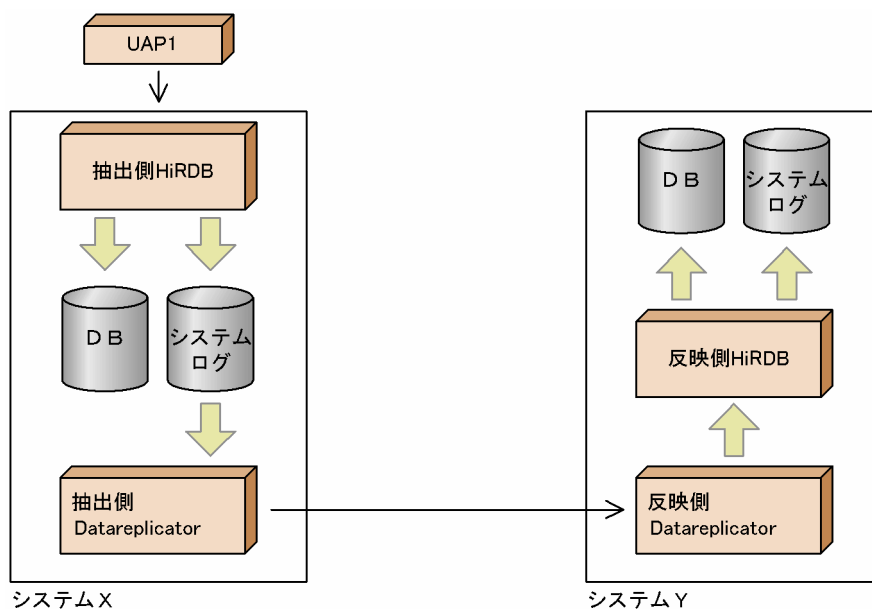 UAP1
抽出側HiRDB
ＤＢ
システム
ログ
抽出側
Datareplicator
システムX
ＤＢ
システム
ログ
反映側HiRDB
反映側
Datareplicator
システムY